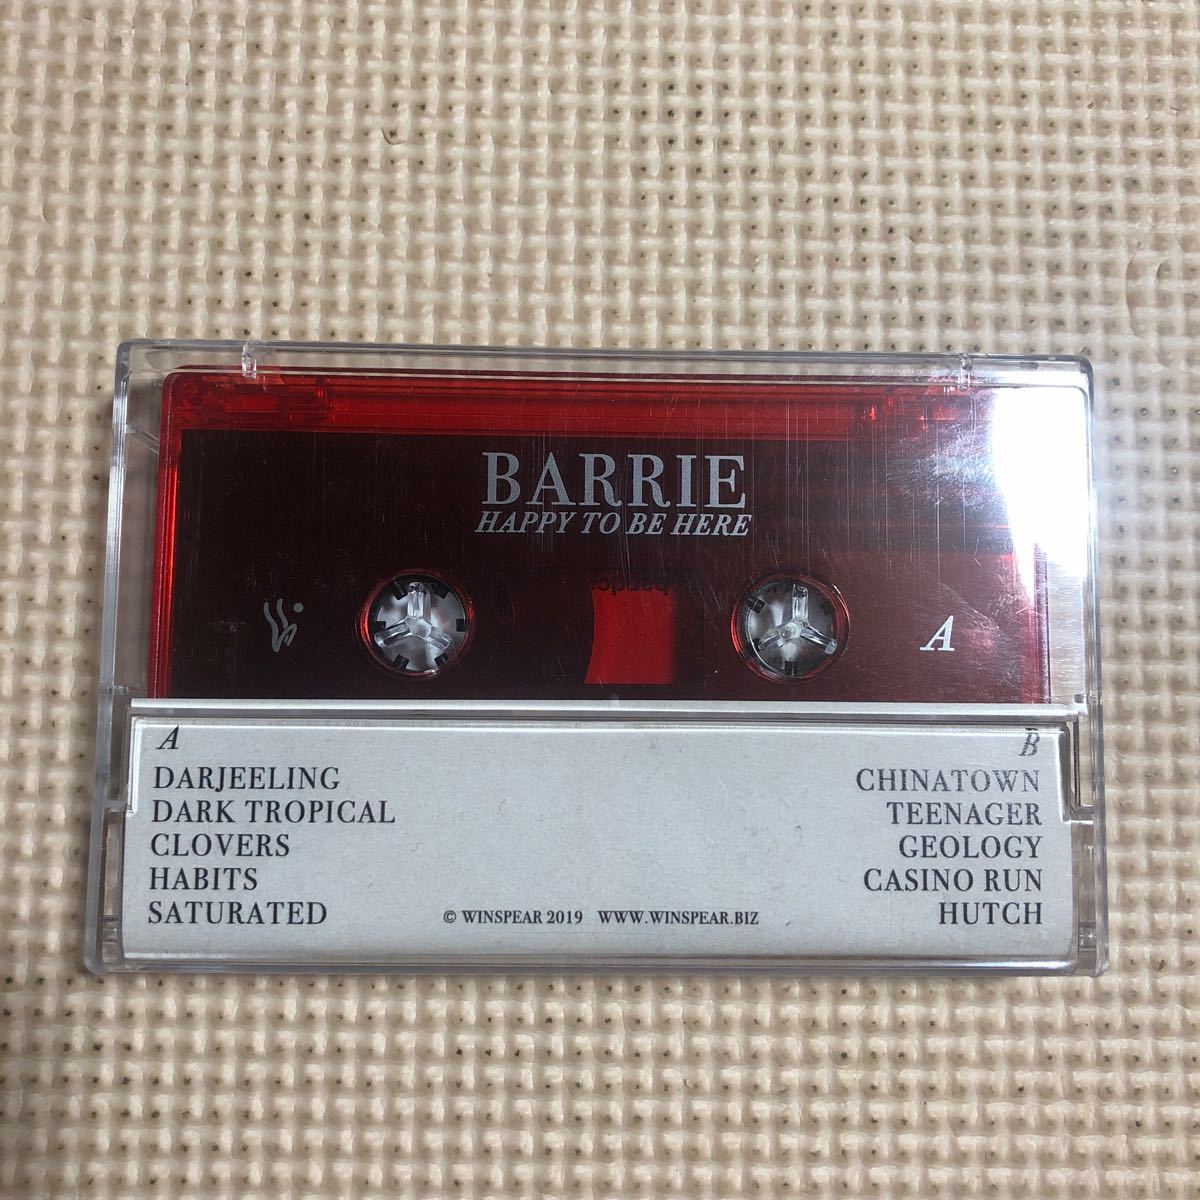 BARRIE
HAPPY TO BE HERE
A
A
DARJEELING
DARK TROPICAL
CLOVERS
HABITS
SATURATED
© WINSPEAR 2019 WWW.WINSPEAR.BIZ
B
CHINATOWN
TEENAGER
GEOLOGY
CASINO RUN
HUTCH